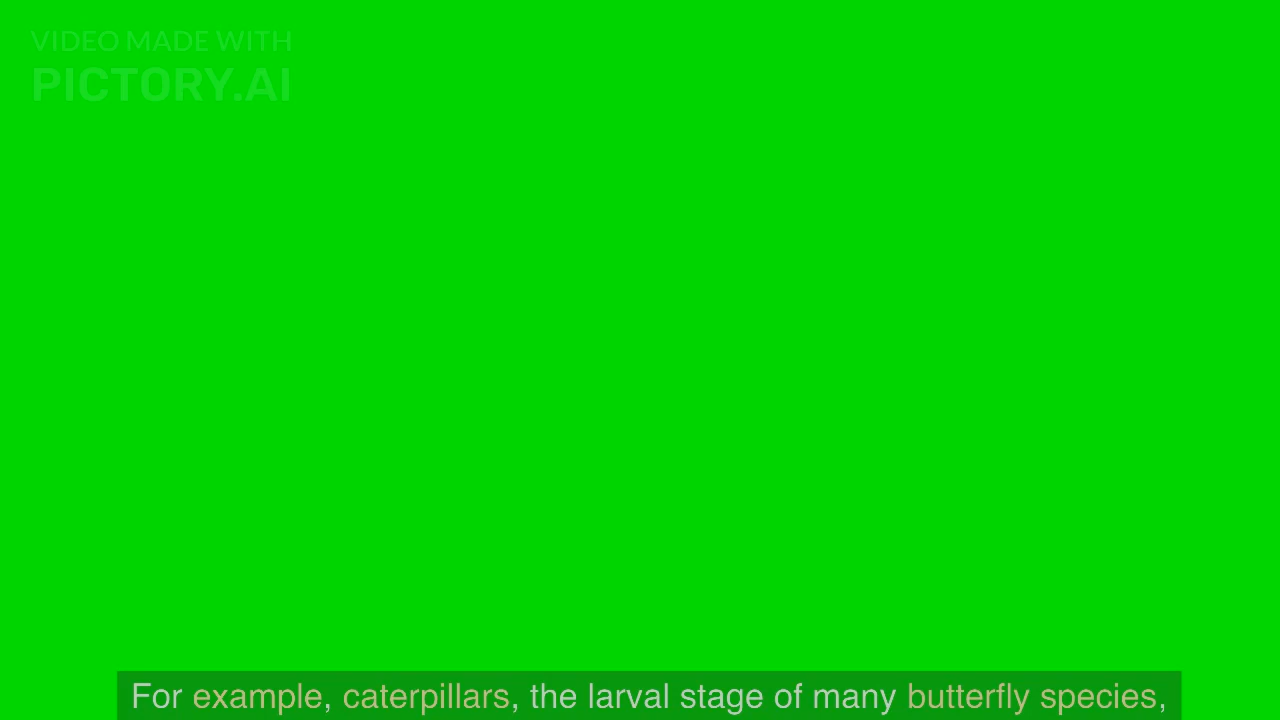 VIDEO MADE WITH
PICTORY.AI
For example, caterpillars, the larval stage of many butterfly species,